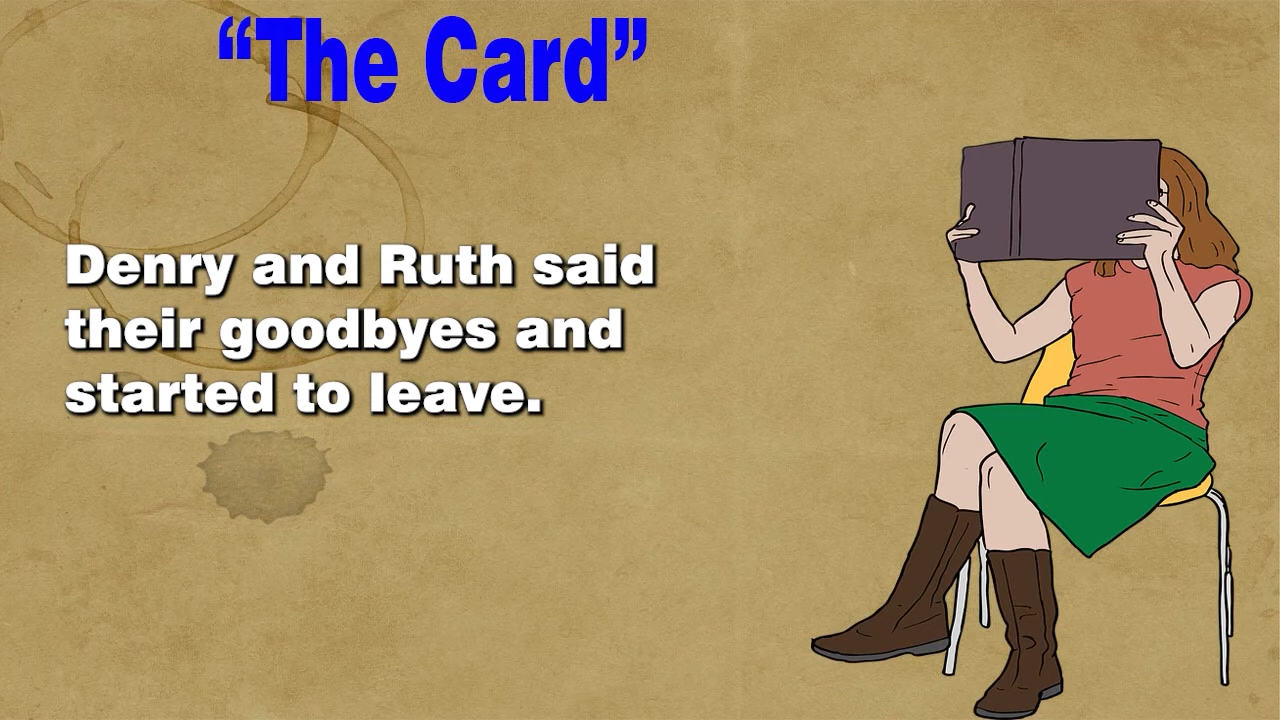 “The Card”
Denry and Ruth said
their goodbyes and
started to leave.